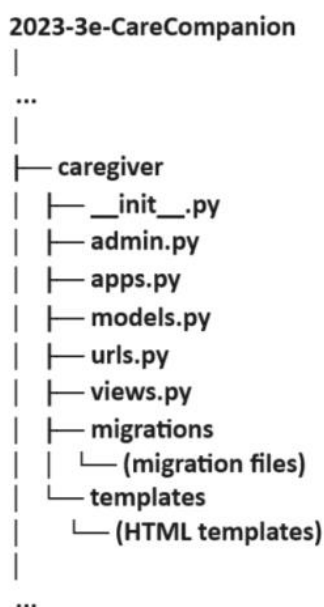 2023-3e-CareCompanion
│
...
│
├── caregiver
│   ├── __init__.py
│   ├── admin.py
│   ├── apps.py
│   ├── models.py
│   ├── urls.py
│   ├── views.py
│   ├── migrations
│   │   └── (migration files)
│   └── templates
│       └── (HTML templates)
│
...